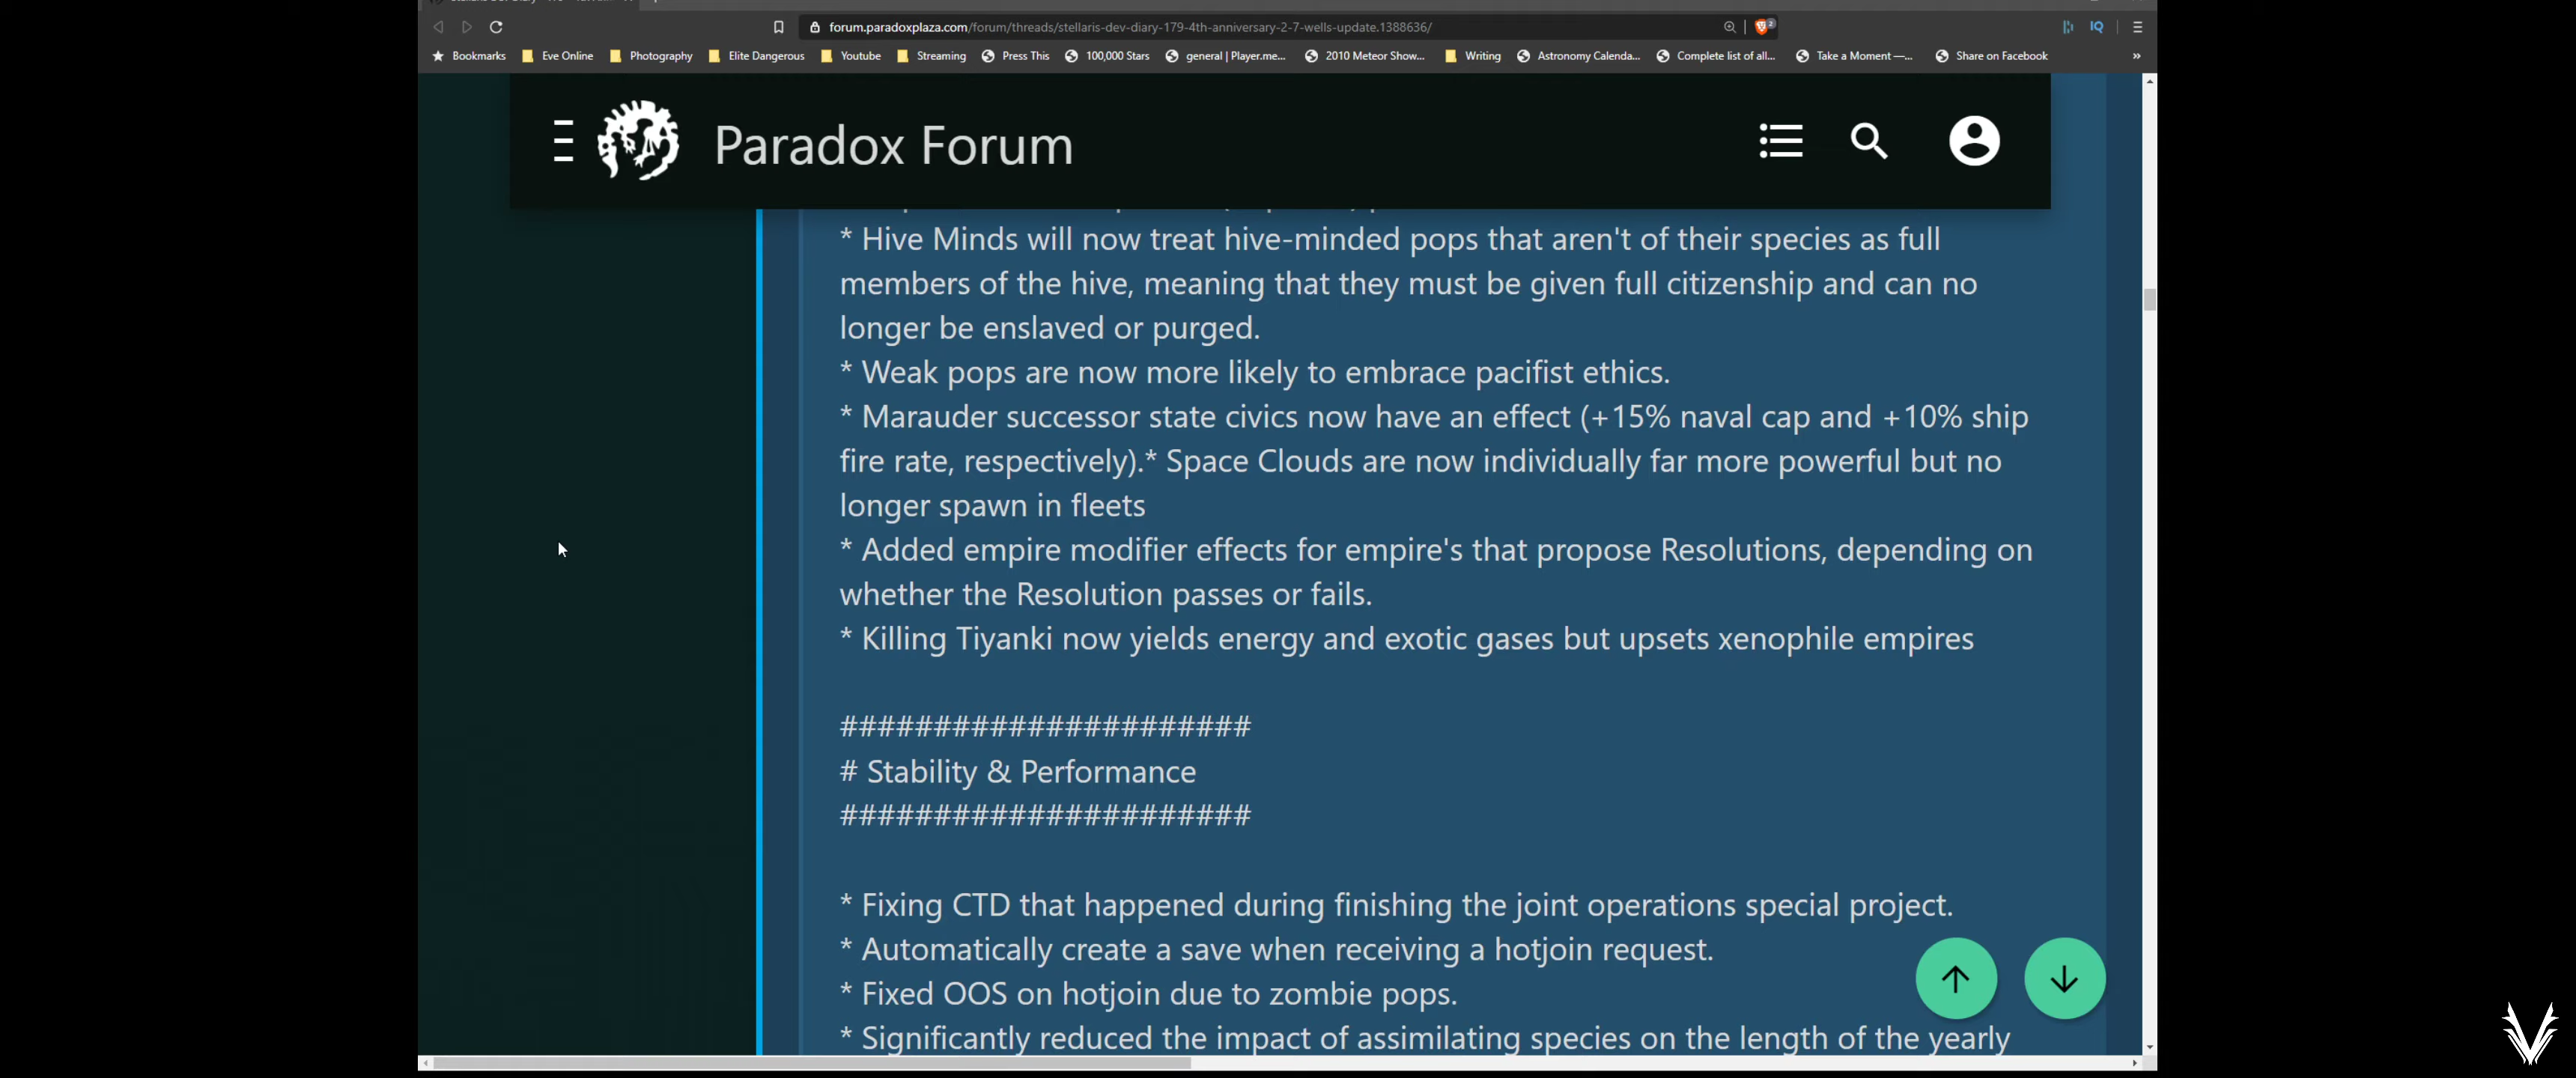 forum.paradoxplaza.com/forum/threads/stellaris-dev-diary-179-4th-anniversary-2-7-wells-update.1388636/
2
IQ
Bookmarks Eve Online Photography Elite Dangerous Youtube Streaming Press This 100,000 Stars general | Player.me... 2010 Meteor Show... Writing Astronomy Calenda... Complete list of all... Take a Moment —... Share on Facebook »
Paradox Forum
* Hive Minds will now treat hive-minded pops that aren't of their species as full
members of the hive, meaning that they must be given full citizenship and can no
longer be enslaved or purged.
* Weak pops are now more likely to embrace pacifist ethics.
* Marauder successor state civics now have an effect (+15% naval cap and +10% ship
fire rate, respectively).* Space Clouds are now individually far more powerful but no
longer spawn in fleets
* Added empire modifier effects for empire's that propose Resolutions, depending on
whether the Resolution passes or fails.
* Killing Tiyanki now yields energy and exotic gases but upsets xenophile empires
######################
# Stability & Performance
######################
* Fixing CTD that happened during finishing the joint operations special project.
* Automatically create a save when receiving a hotjoin request.
* Fixed OOS on hotjoin due to zombie pops.
* Significantly reduced the impact of assimilating species on the length of the yearly